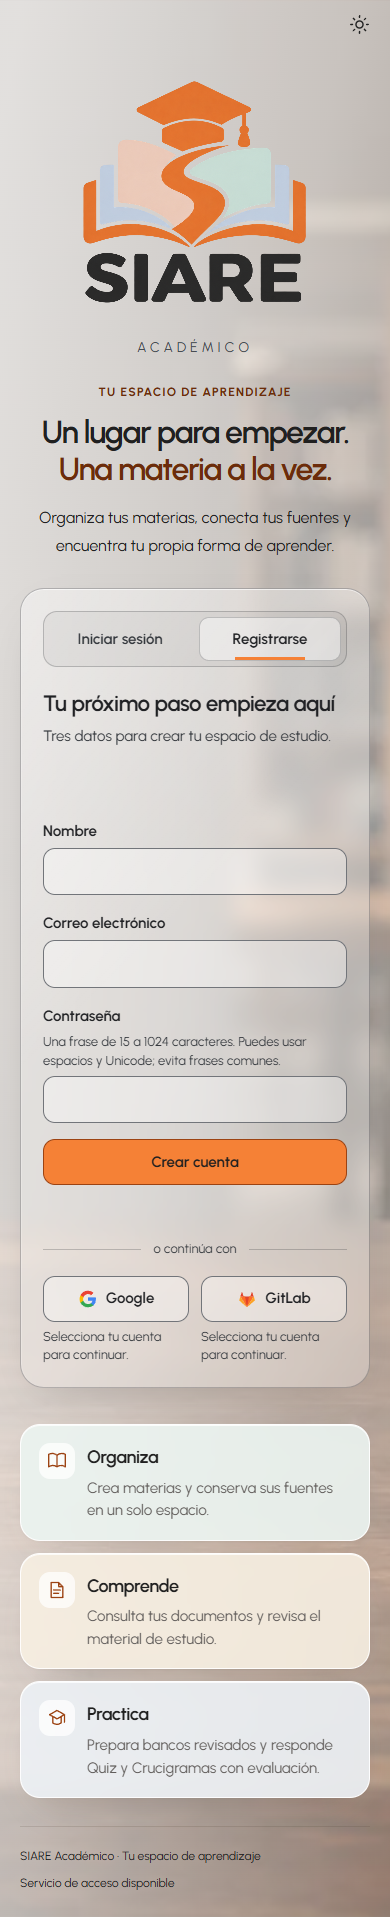 SIARE
ACADÉMICO
TU ESPACIO DE APRENDIZAJE
Un lugar para empezar.
Una materia a la vez.
Organiza tus materias, conecta tus fuentes y
encuentra tu propia forma de aprender.
Iniciar sesión
Registrarse
Tu próximo paso empieza aquí
Tres datos para crear tu espacio de estudio.
Nombre
Correo electrónico
Contraseña
Una frase de 15 a 1024 caracteres. Puedes usar
espacios y Unicode; evita frases comunes.
Crear cuenta
o continúa con
Google
GitLab
Selecciona tu cuenta
para continuar.
Selecciona tu cuenta
para continuar.
Organiza
Crea materias y conserva sus fuentes
en un solo espacio.
Comprende
Consulta tus documentos y revisa el
material de estudio.
Practica
Prepara bancos revisados y responde
Quiz y Crucigramas con evaluación.
SIARE Académico · Tu espacio de aprendizaje
Servicio de acceso disponible